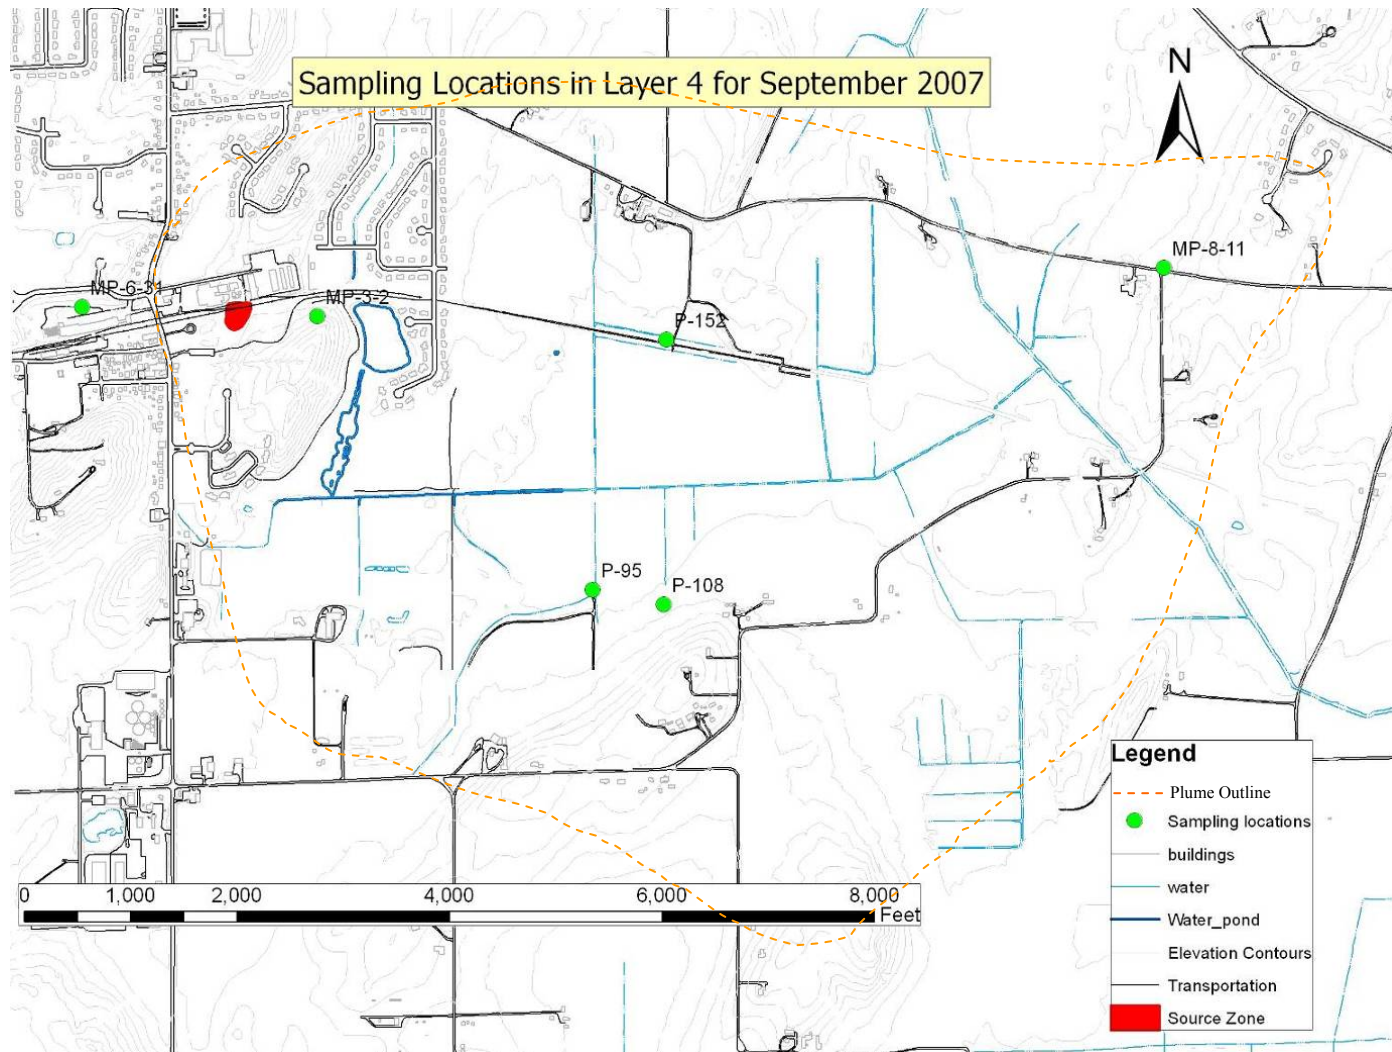 Sampling Locations in Layer 4 for September 2007
N
MP-8-11
MP-6-3
MP-3-2
P-152
P-95
P-108
Legend
Plume Outline
Sampling locations
buildings
water
Water_pond
Elevation Contours
Transportation
Source Zone
0 1,000 2,000 4,000 6,000 8,000
Feet